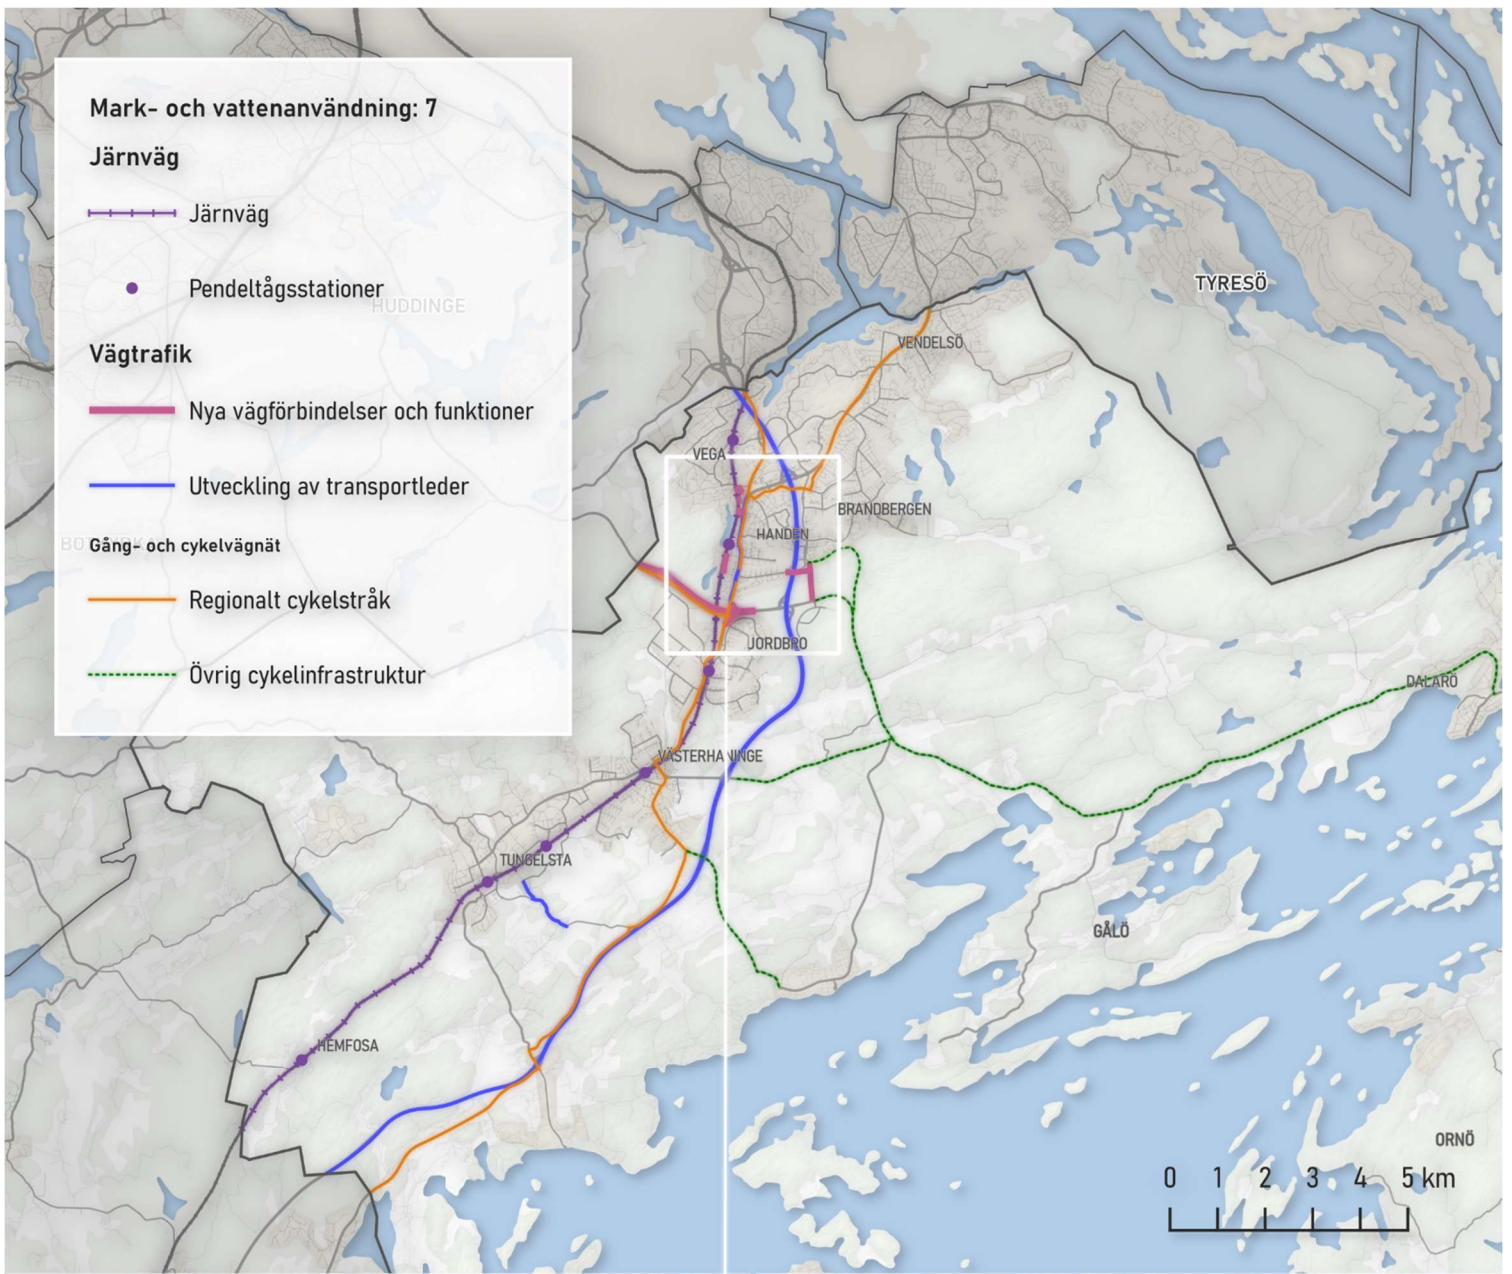 Mark- och vattenanvändning: 7
Järnväg
Järnväg
Pendeltågsstationer
HUDDINGE
Vägtrafik
Nya vägförbindelser och funktioner
Utveckling av transportleder
Gång- och cykelvägnät
Regionalt cykelstråk
Övrig cykelinfrastruktur
TYRESÖ
VENDELSÖ
VEGA
BRANDBERGEN
HANDEN
JORDBRO
DALARÖ
VÄSTERHANINGE
TUNGELSTA
GÅLÖ
HEMFOSA
ORNÖ
0 1 2 3 4 5 km